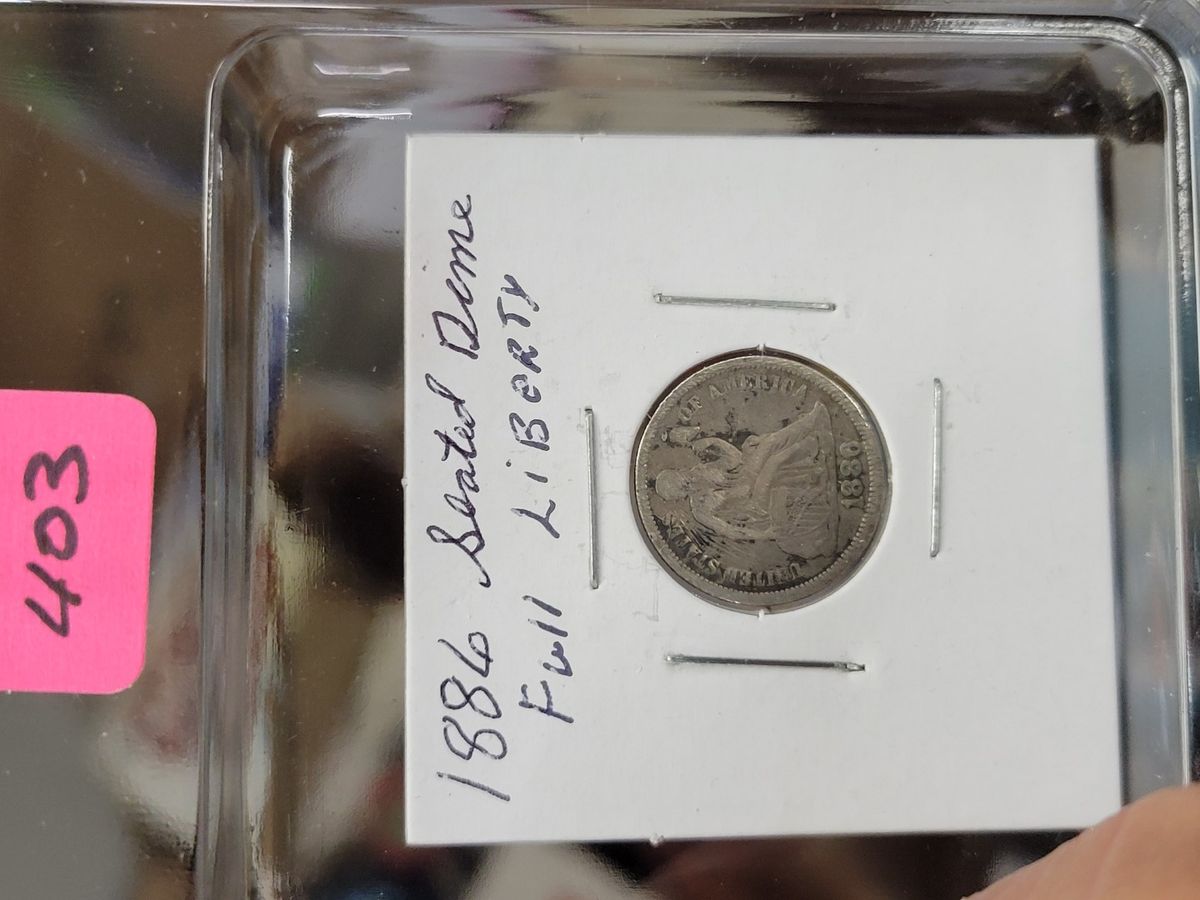 403
1886 Seated Dime
Full LIBERTY
UNITED STATES OF AMERICA
1886